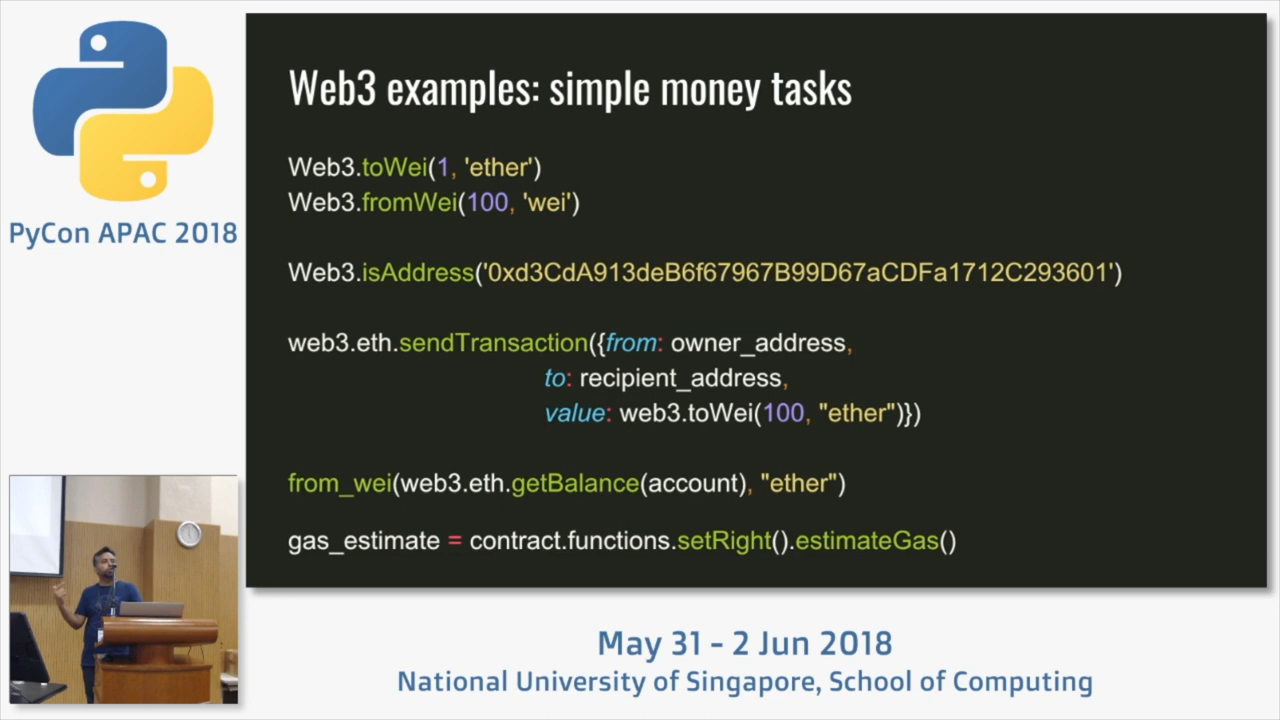 PyCon APAC 2018
Web3 examples: simple money tasks
Web3.toWei(1, 'ether')
Web3.fromWei(100, 'wei')
Web3.isAddress('0xd3CdA913deB6f67967B99D67aCDFa1712C293601')
web3.eth.sendTransaction({from: owner_address,
to: recipient_address,
value: web3.toWei(100, "ether")})
from_wei(web3.eth.getBalance(account), "ether")
gas_estimate = contract.functions.setRight().estimateGas()
May 31 - 2 Jun 2018
National University of Singapore, School of Computing